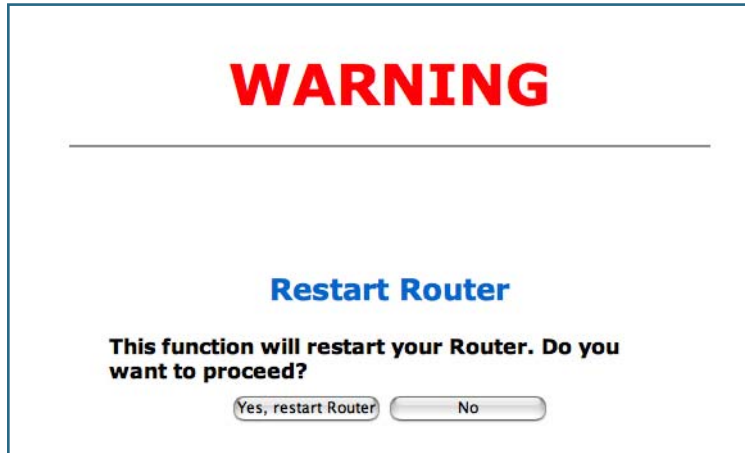 WARNING
Restart Router
This function will restart your Router. Do you
want to proceed?
Yes, restart Router
No